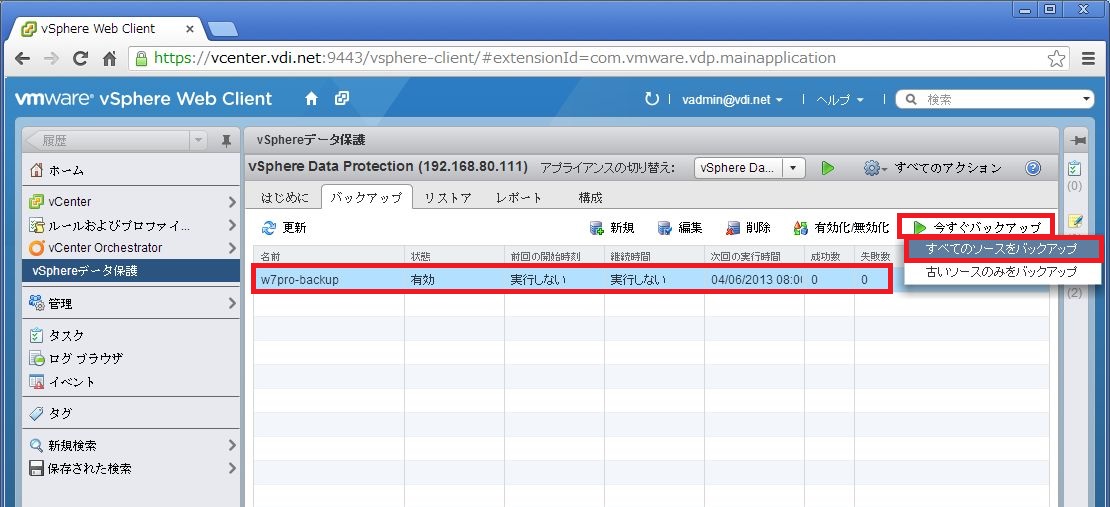 vSphere Web Client
https://vcenter.vdi.net:9443/vsphere-client/#extensionId=com.vmware.vdp.mainapplication
vmware® vSphere Web Client
vadmin@vdi.net
ヘルプ
検索
履歴
vSphereデータ保護
ホーム
vSphere Data Protection (192.168.80.111) アプライアンスの切り替え: vSphere Da... すべてのアクション
はじめに バックアップ リストア レポート 構成
更新 新規 編集 削除 有効化/無効化 今すぐバックアップ
すべてのソースをバックアップ
古いソースのみをバックアップ
名前 状態 前回の開始時刻 継続時間 次回の実行時間 成功数 失敗数
w7pro-backup 有効 実行しない 実行しない 04/06/2013 08:00 0 0
vCenter
ルールおよびプロファイ...
vCenter Orchestrator
vSphereデータ保護
管理
タスク
ログ ブラウザ
イベント
タグ
新規検索
保存された検索
(0)
(2)